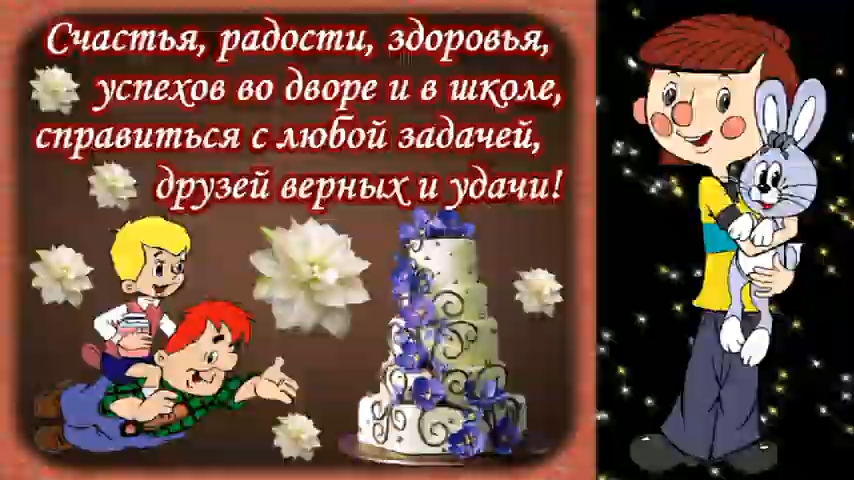 Счастья, радости, здоровья,
успехов во дворе и в школе,
справиться с любой задачей,
друзей верных и удачи!